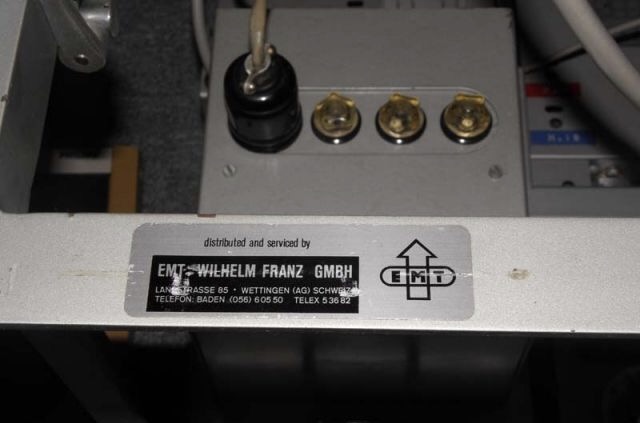 distributed and serviced by
EMT-WILHELM FRANZ GMBH
LANDSTRASSE 85 • WETTINGEN (AG) SCHWEIZ
TELEFON: BADEN (056) 6 05 50 TELEX 5 36 82
EMT